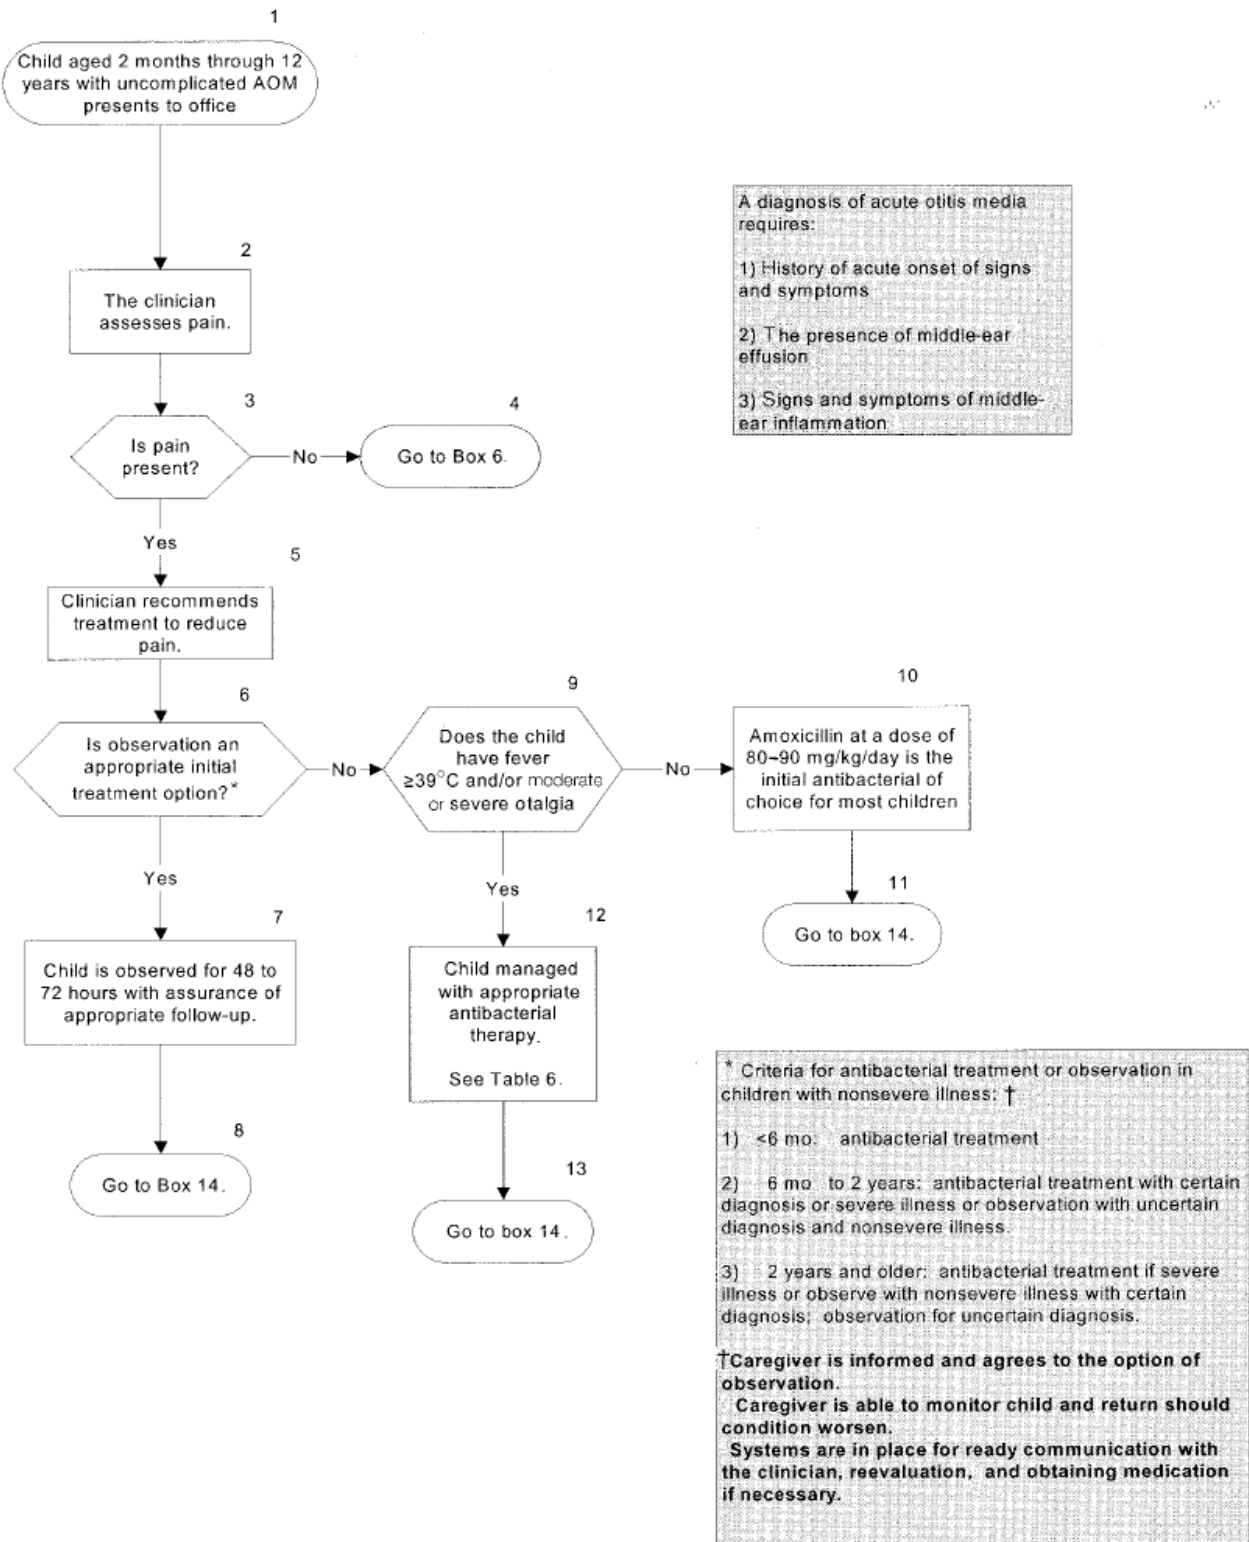 1
Child aged 2 months through 12
years with uncomplicated AOM
presents to office
A diagnosis of acute otitis media
requires:
1) History of acute onset of signs
and symptoms
2) The presence of middle-ear
effusion
3) Signs and symptoms of middle-
ear inflammation
2
The clinician
assesses pain.
3
Is pain
present?
No
4
Go to Box 6.
Yes
5
Clinician recommends
treatment to reduce
pain.
6
Is observation an
appropriate initial
treatment option?*
No
9
Does the child
have fever
≥39°C and/or moderate
or severe otalgia
No
10
Amoxicillin at a dose of
80–90 mg/kg/day is the
initial antibacterial of
choice for most children
11
Go to box 14.
Yes
7
Child is observed for 48 to
72 hours with assurance of
appropriate follow-up.
8
Go to Box 14.
Yes
12
Child managed
with appropriate
antibacterial
therapy.
See Table 6.
13
Go to box 14.
* Criteria for antibacterial treatment or observation in
children with nonsevere illness: †
1) <6 mo: antibacterial treatment
2) 6 mo to 2 years: antibacterial treatment with certain
diagnosis or severe illness or observation with uncertain
diagnosis and nonsevere illness.
3) 2 years and older: antibacterial treatment if severe
illness or observe with nonsevere illness with certain
diagnosis; observation for uncertain diagnosis.
†Caregiver is informed and agrees to the option of
observation.
Caregiver is able to monitor child and return should
condition worsen.
Systems are in place for ready communication with
the clinician, reevaluation, and obtaining medication
if necessary.